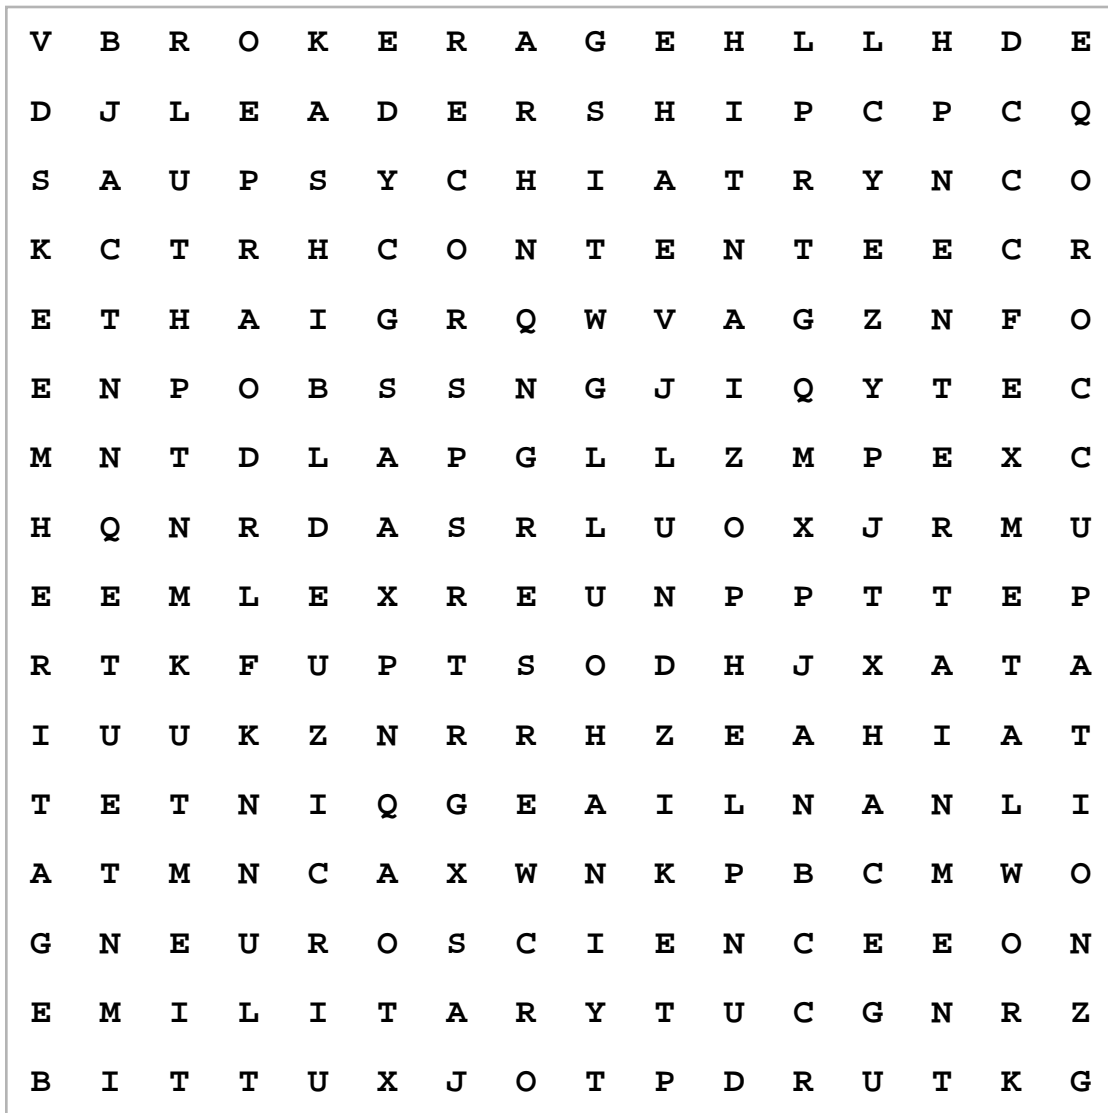 V B R O K E R A G E H L L H D E
D J L E A D E R S H I P C P C Q
S A U P S Y C H I A T R Y N C O
K C T R H C O N T E N T E E C R
E T H A I G R Q W V A G Z N F O
E N P O B S S N G J I Q Y T E C
M N T D L A P G L L Z M P E X C
H Q N R D A S R L U O X J R M U
E E M L E X R E U N P P T T E P
R T K F U P T S O D H J X A T A
I U U K Z N R R H Z E A H I A T
T E T N I Q G E A I L N A N L I
A T M N C A X W N K P B C M W O
G N E U R O S C I E N C E E O N
E M I L I T A R Y T U C G N R Z
B I T T U X J O T P D R U T K G